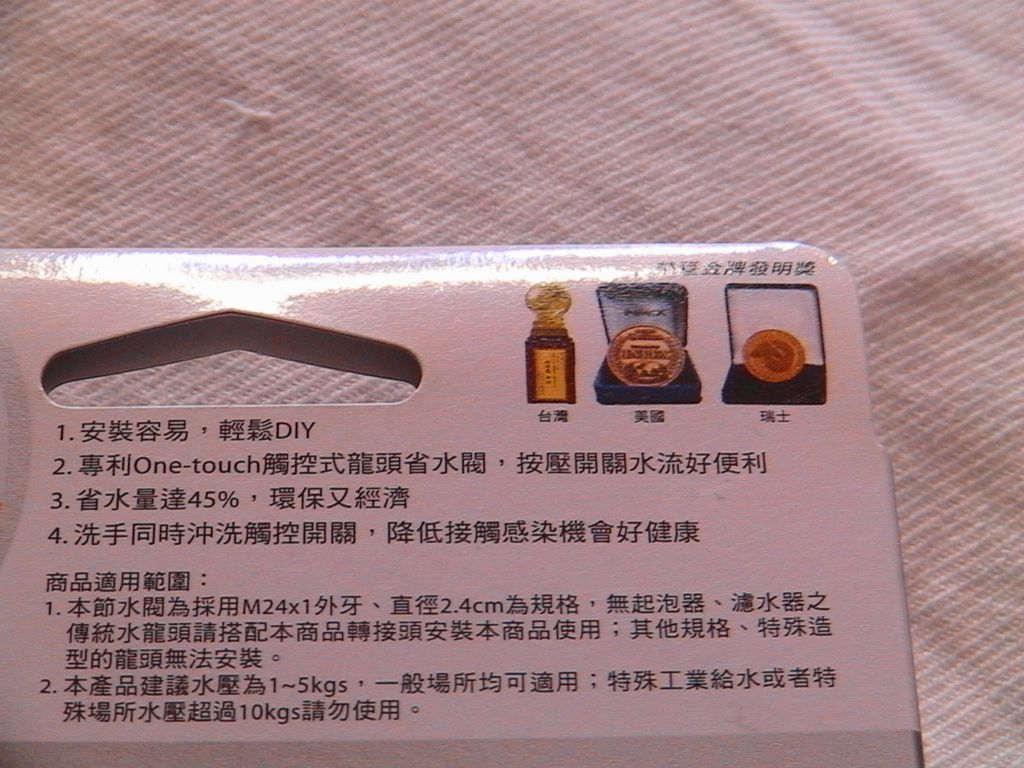 榮獲金牌發明獎
台灣 美國 瑞士
1. 安裝容易，輕鬆DIY
2. 專利One-touch觸控式龍頭省水閥，按壓開關水流好便利
3. 省水量達45%，環保又經濟
4. 洗手同時沖洗觸控開關，降低接觸感染機會好健康
商品適用範圍：
1. 本節水閥為採用M24x1外牙、直徑2.4cm為規格，無起泡器、濾水器之
傳統水龍頭請搭配本商品轉接頭安裝本商品使用；其他規格、特殊造
型的龍頭無法安裝。
2. 本產品建議水壓為1~5kgs，一般場所均可適用；特殊工業給水或者特
殊場所水壓超過10kgs請勿使用。